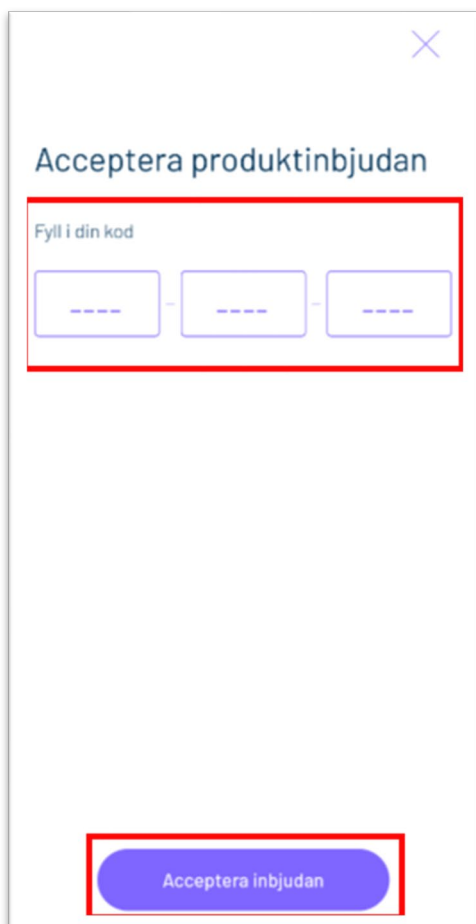 Acceptera produktinbjudan
Fyll i din kod
---- - ---- - ----
Acceptera inbjudan